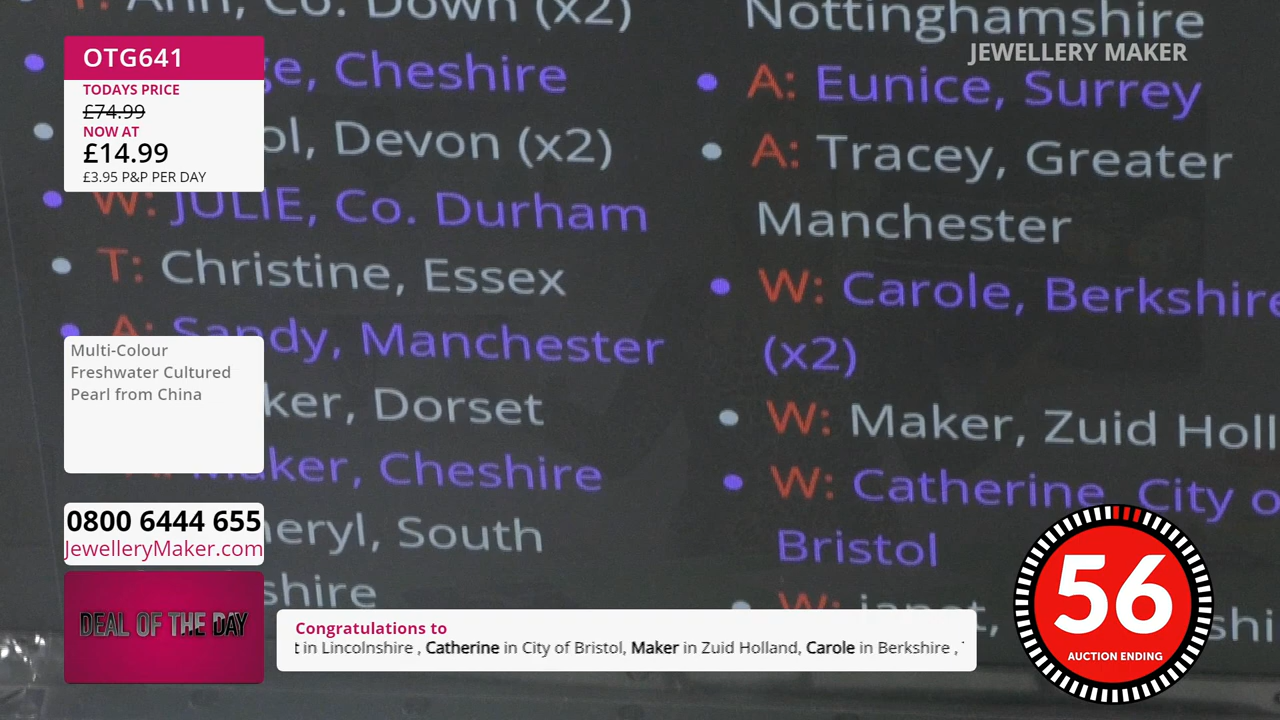 T: Ann, Co. Down (x2)
Cheshire
Devon (x2)
W: JULIE, Co. Durham
T: Christine, Essex
A: Sandy, Manchester
Dorset
A: Maker, Cheshire
South
Nottinghamshire
A: Eunice, Surrey
A: Tracey, Greater
Manchester
W: Carole, Berkshire
(x2)
W: Maker, Zuid Holl
W: Catherine, City o
Bristol
W: janet,
JEWELLERY MAKER
OTG641
TODAYS PRICE
£74.99
NOW AT
£14.99
£3.95 P&P PER DAY
Multi-Colour
Freshwater Cultured
Pearl from China
0800 6444 655
JewelleryMaker.com
DEAL OF THE DAY
Congratulations to
t in Lincolnshire , Catherine in City of Bristol, Maker in Zuid Holland, Carole in Berkshire ,
56
AUCTION ENDING